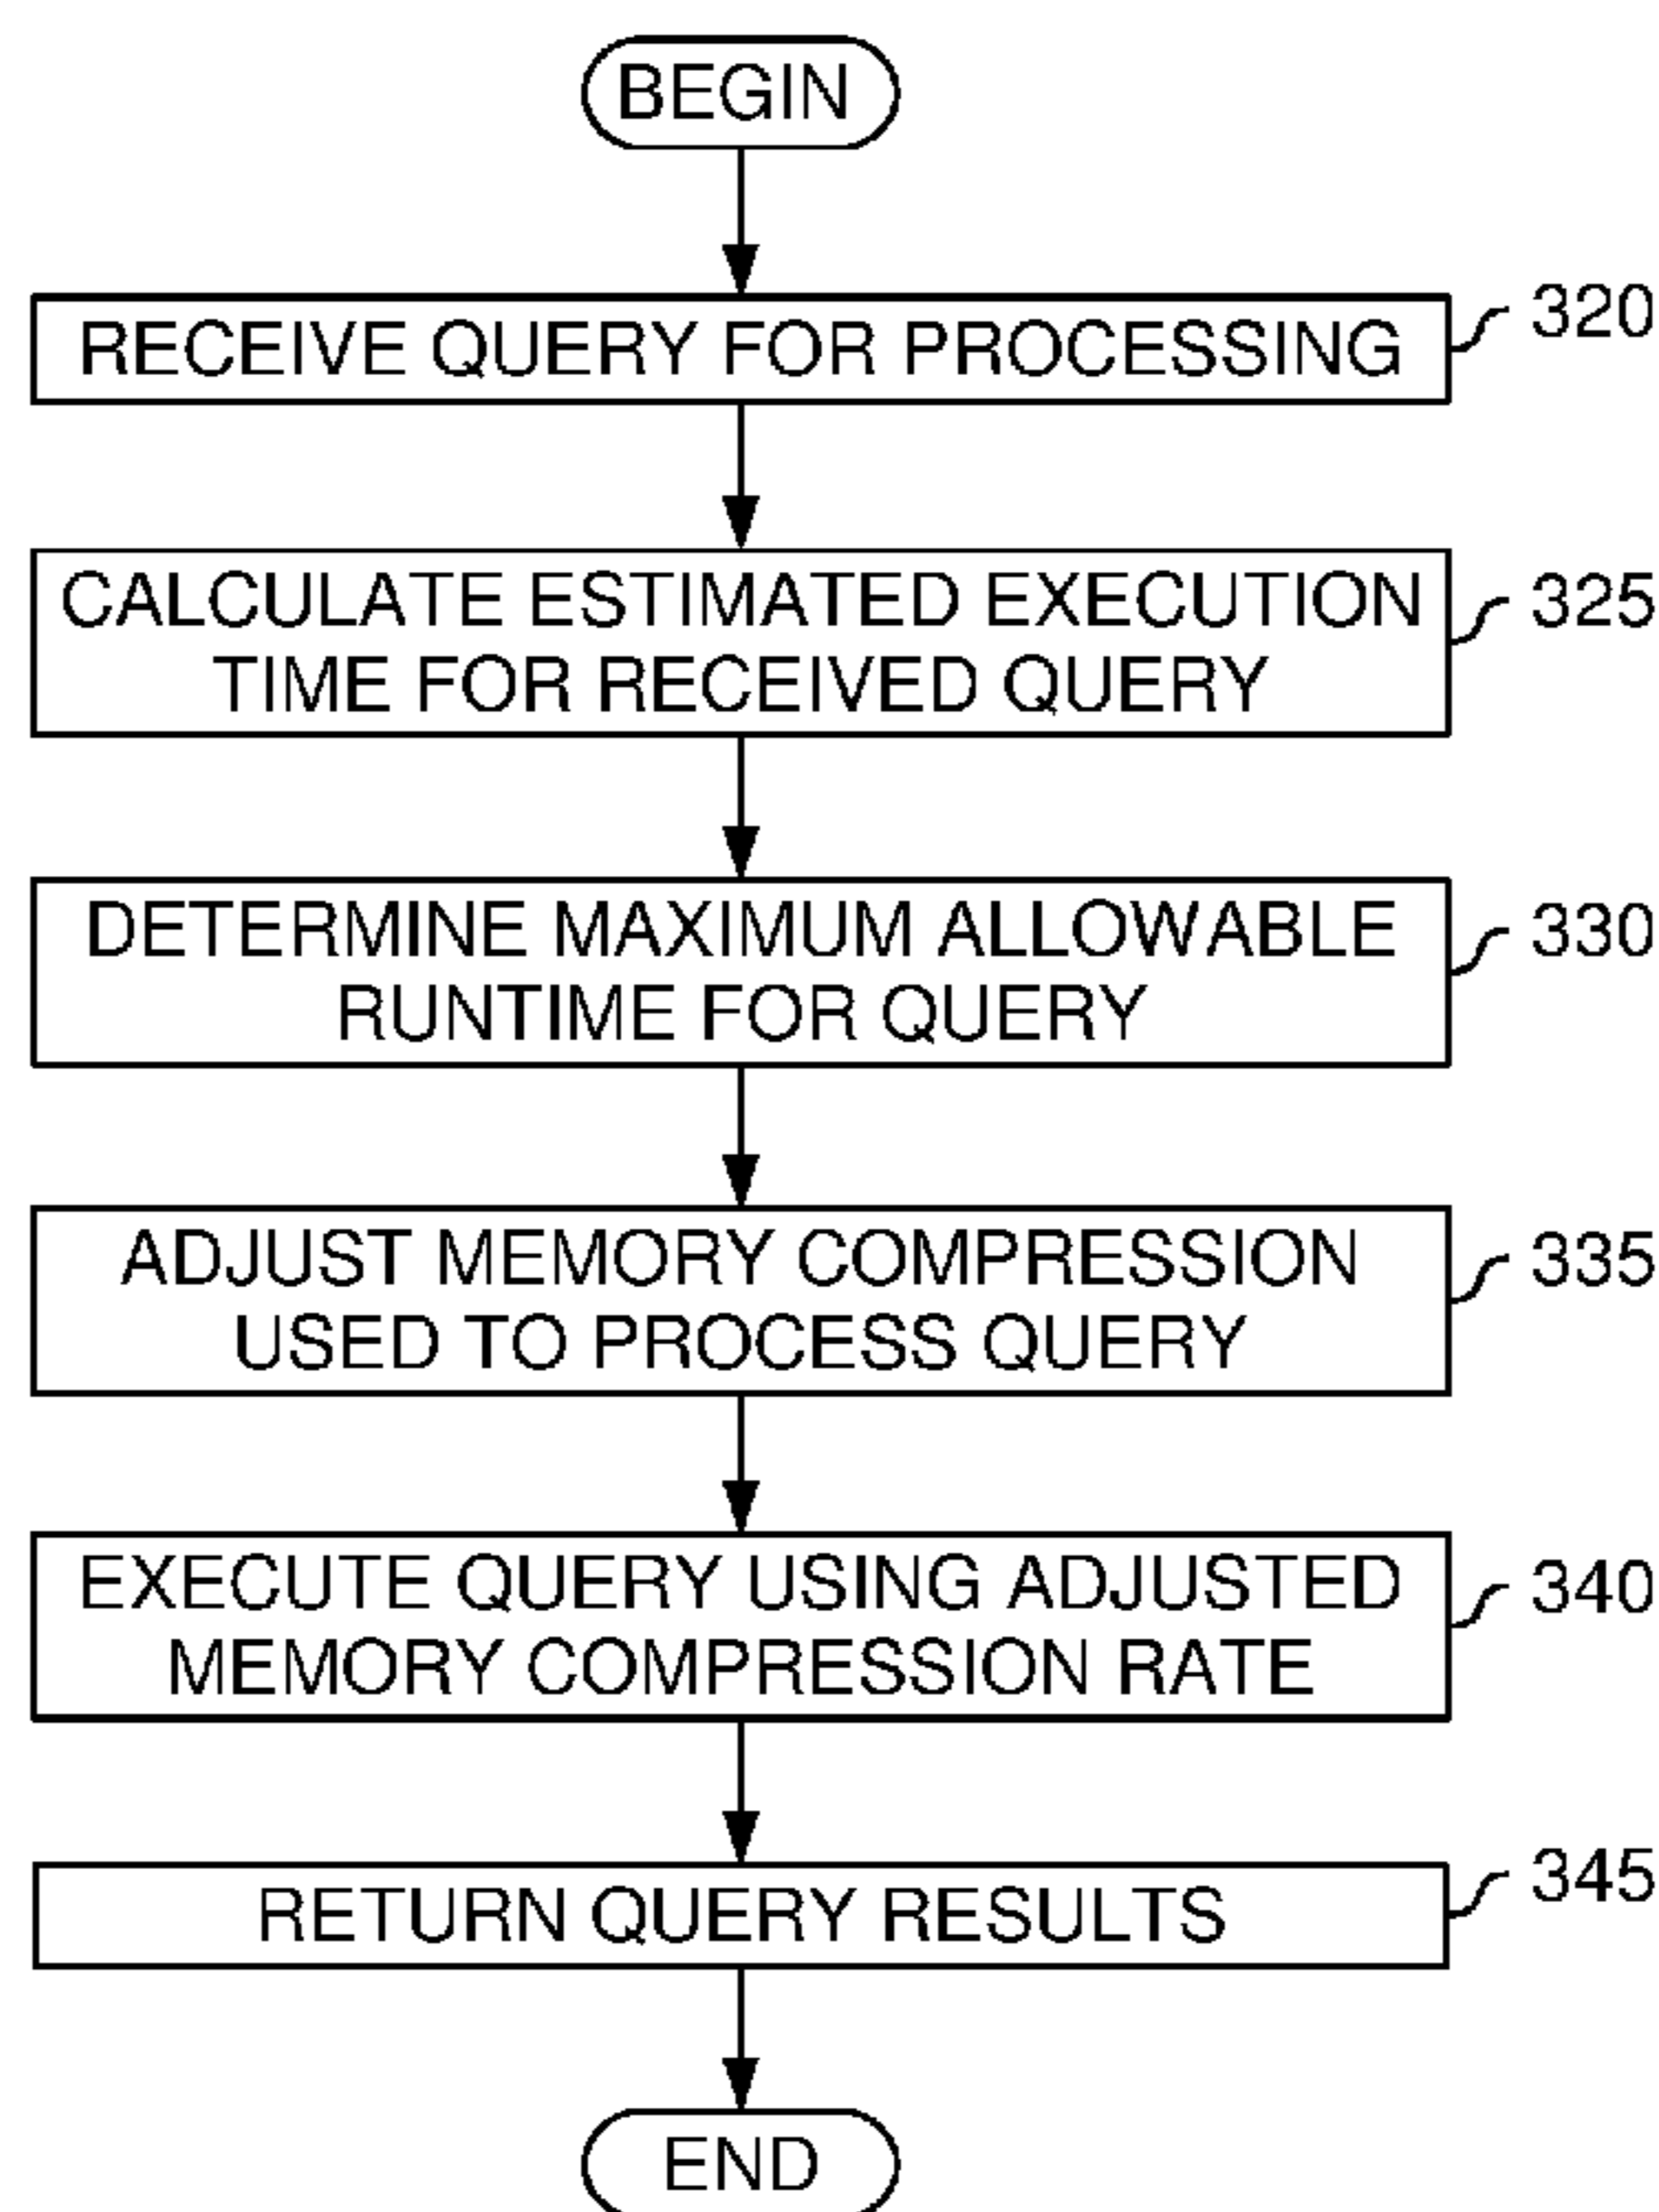 BEGIN
RECEIVE QUERY FOR PROCESSING
320
CALCULATE ESTIMATED EXECUTION
TIME FOR RECEIVED QUERY
325
DETERMINE MAXIMUM ALLOWABLE
RUNTIME FOR QUERY
330
ADJUST MEMORY COMPRESSION
USED TO PROCESS QUERY
335
EXECUTE QUERY USING ADJUSTED
MEMORY COMPRESSION RATE
340
RETURN QUERY RESULTS
345
END